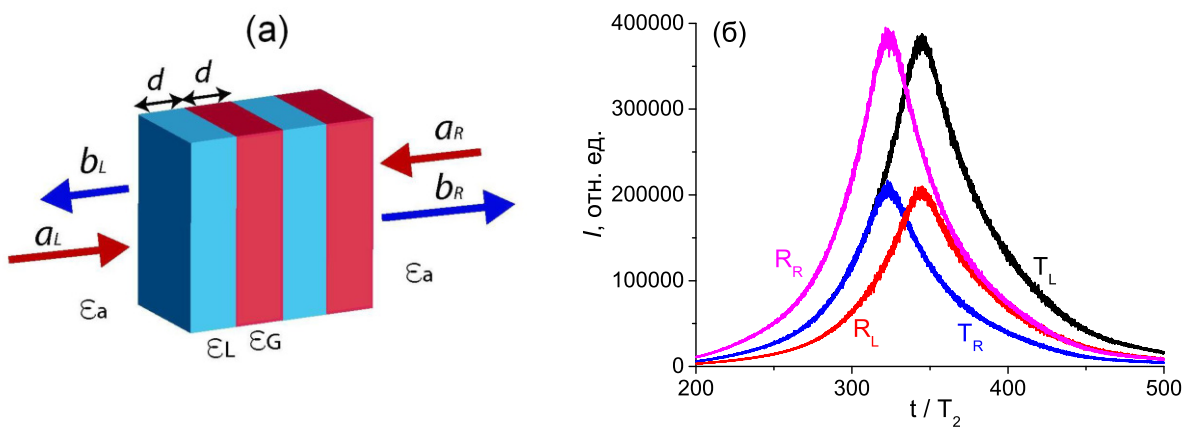 (а)
d d
a_R
b_L
b_R
a_L
εa εa
εL εG
(б)
I, отн. ед.
400000
300000
200000
100000
0
R_R
T_L
R_L
T_R
200 300 400 500
t / T_2